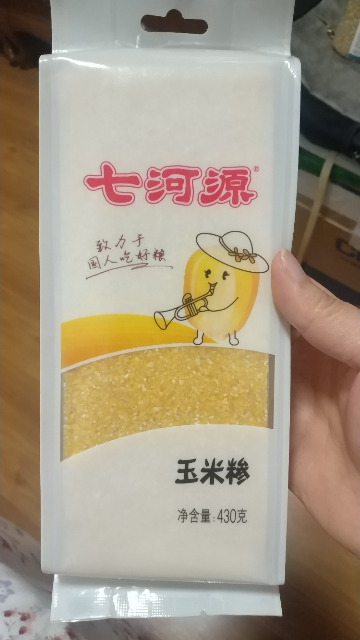 七河源®
致力于
国人吃好粮
玉米糁
净含量:430克